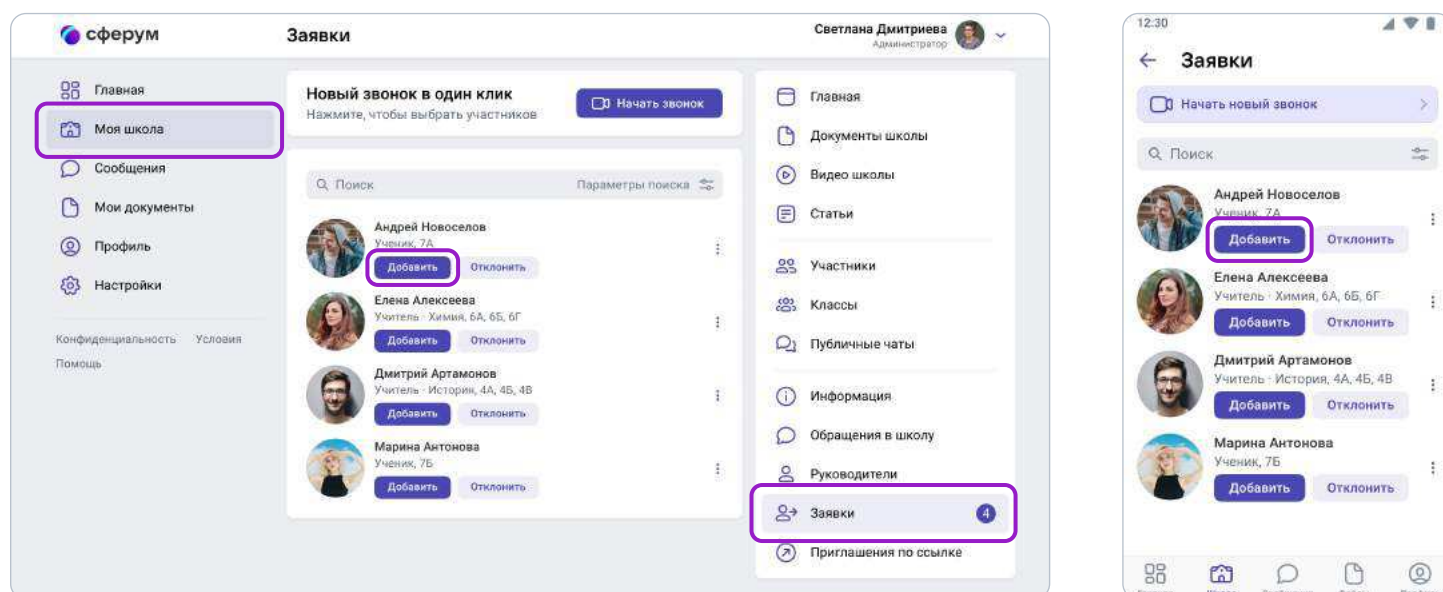 сферум
Заявки
Светлана Дмитриева
Администратор
Главная
Моя школа
Сообщения
Мои документы
Профиль
Настройки
Конфиденциальность Условия
Помощь
Новый звонок в один клик
Нажмите, чтобы выбрать участников
Начать звонок
Поиск
Параметры поиска
Андрей Новоселов
Ученик, 7А
Добавить Отклонить
Елена Алексеева
Учитель · Химия, 6А, 6Б, 6Г
Добавить Отклонить
Дмитрий Артамонов
Учитель · История, 4А, 4Б, 4В
Добавить Отклонить
Марина Антонова
Ученик, 7Б
Добавить Отклонить
Главная
Документы школы
Видео школы
Статьи
Участники
Классы
Публичные чаты
Информация
Обращения в школу
Руководители
Заявки 4
Приглашения по ссылке
12:30
Заявки
Начать новый звонок
Поиск
Андрей Новоселов
Ученик, 7А
Добавить Отклонить
Елена Алексеева
Учитель · Химия, 6А, 6Б, 6Г
Добавить Отклонить
Дмитрий Артамонов
Учитель · История, 4А, 4Б, 4В
Добавить Отклонить
Марина Антонова
Ученик, 7Б
Добавить Отклонить